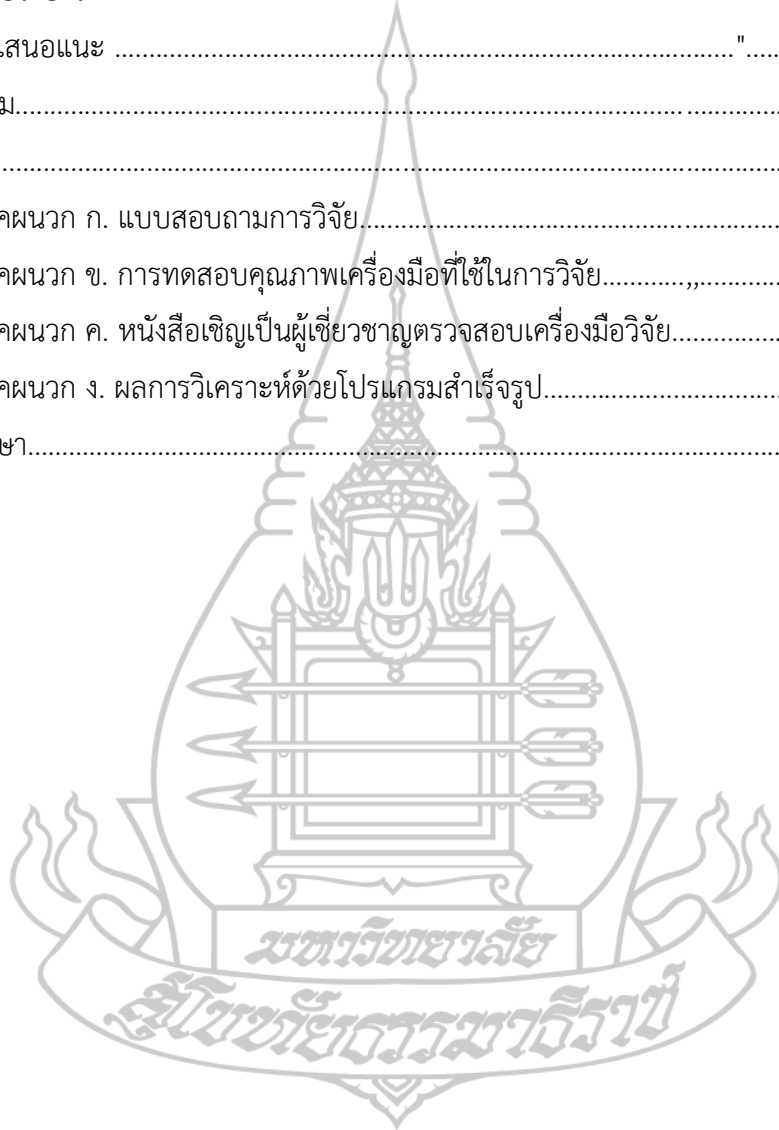 เสนอแนะ .........................................................................................".....
ม..............................................................................................................
..............................................................................................................
คผนวก ก. แบบสอบถามการวิจัย..............................................................
คผนวก ข. การทดสอบคุณภาพเครื่องมือที่ใช้ในการวิจัย............,,............
คผนวก ค. หนังสือเชิญเป็นผู้เชี่ยวชาญตรวจสอบเครื่องมือวิจัย................
คผนวก ง. ผลการวิเคราะห์ด้วยโปรแกรมสำเร็จรูป...................................
ษา............................................................................................................
มหาวิทยาลัย
สุโขทัยธรรมาธิราช